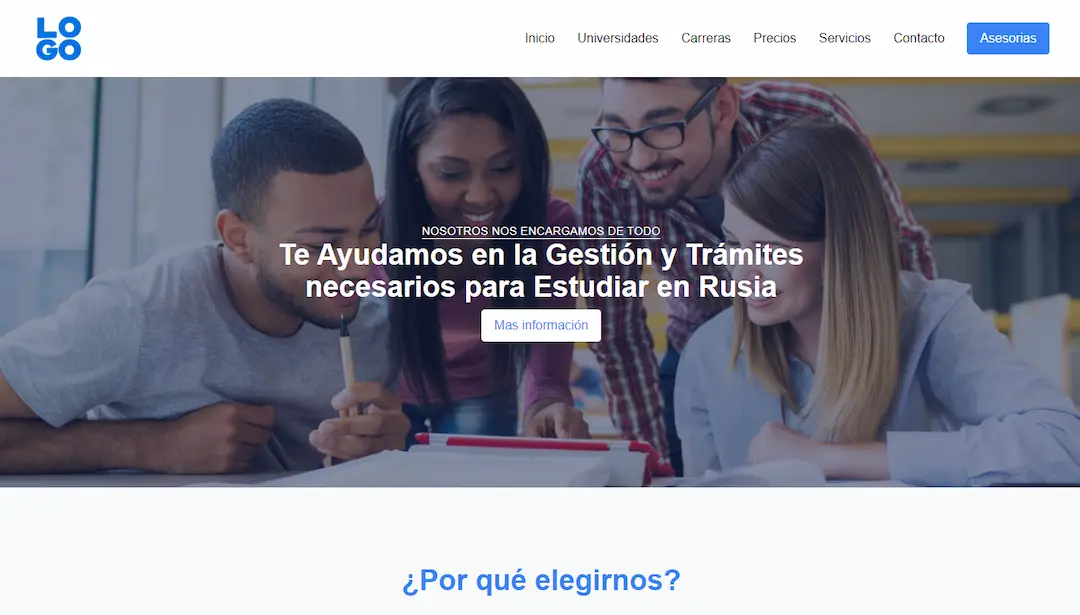 LO
GO
Inicio Universidades Carreras Precios Servicios Contacto Asesorias
NOSOTROS NOS ENCARGAMOS DE TODO
Te Ayudamos en la Gestión y Trámites
necesarios para Estudiar en Rusia
Mas información
¿Por qué elegirnos?